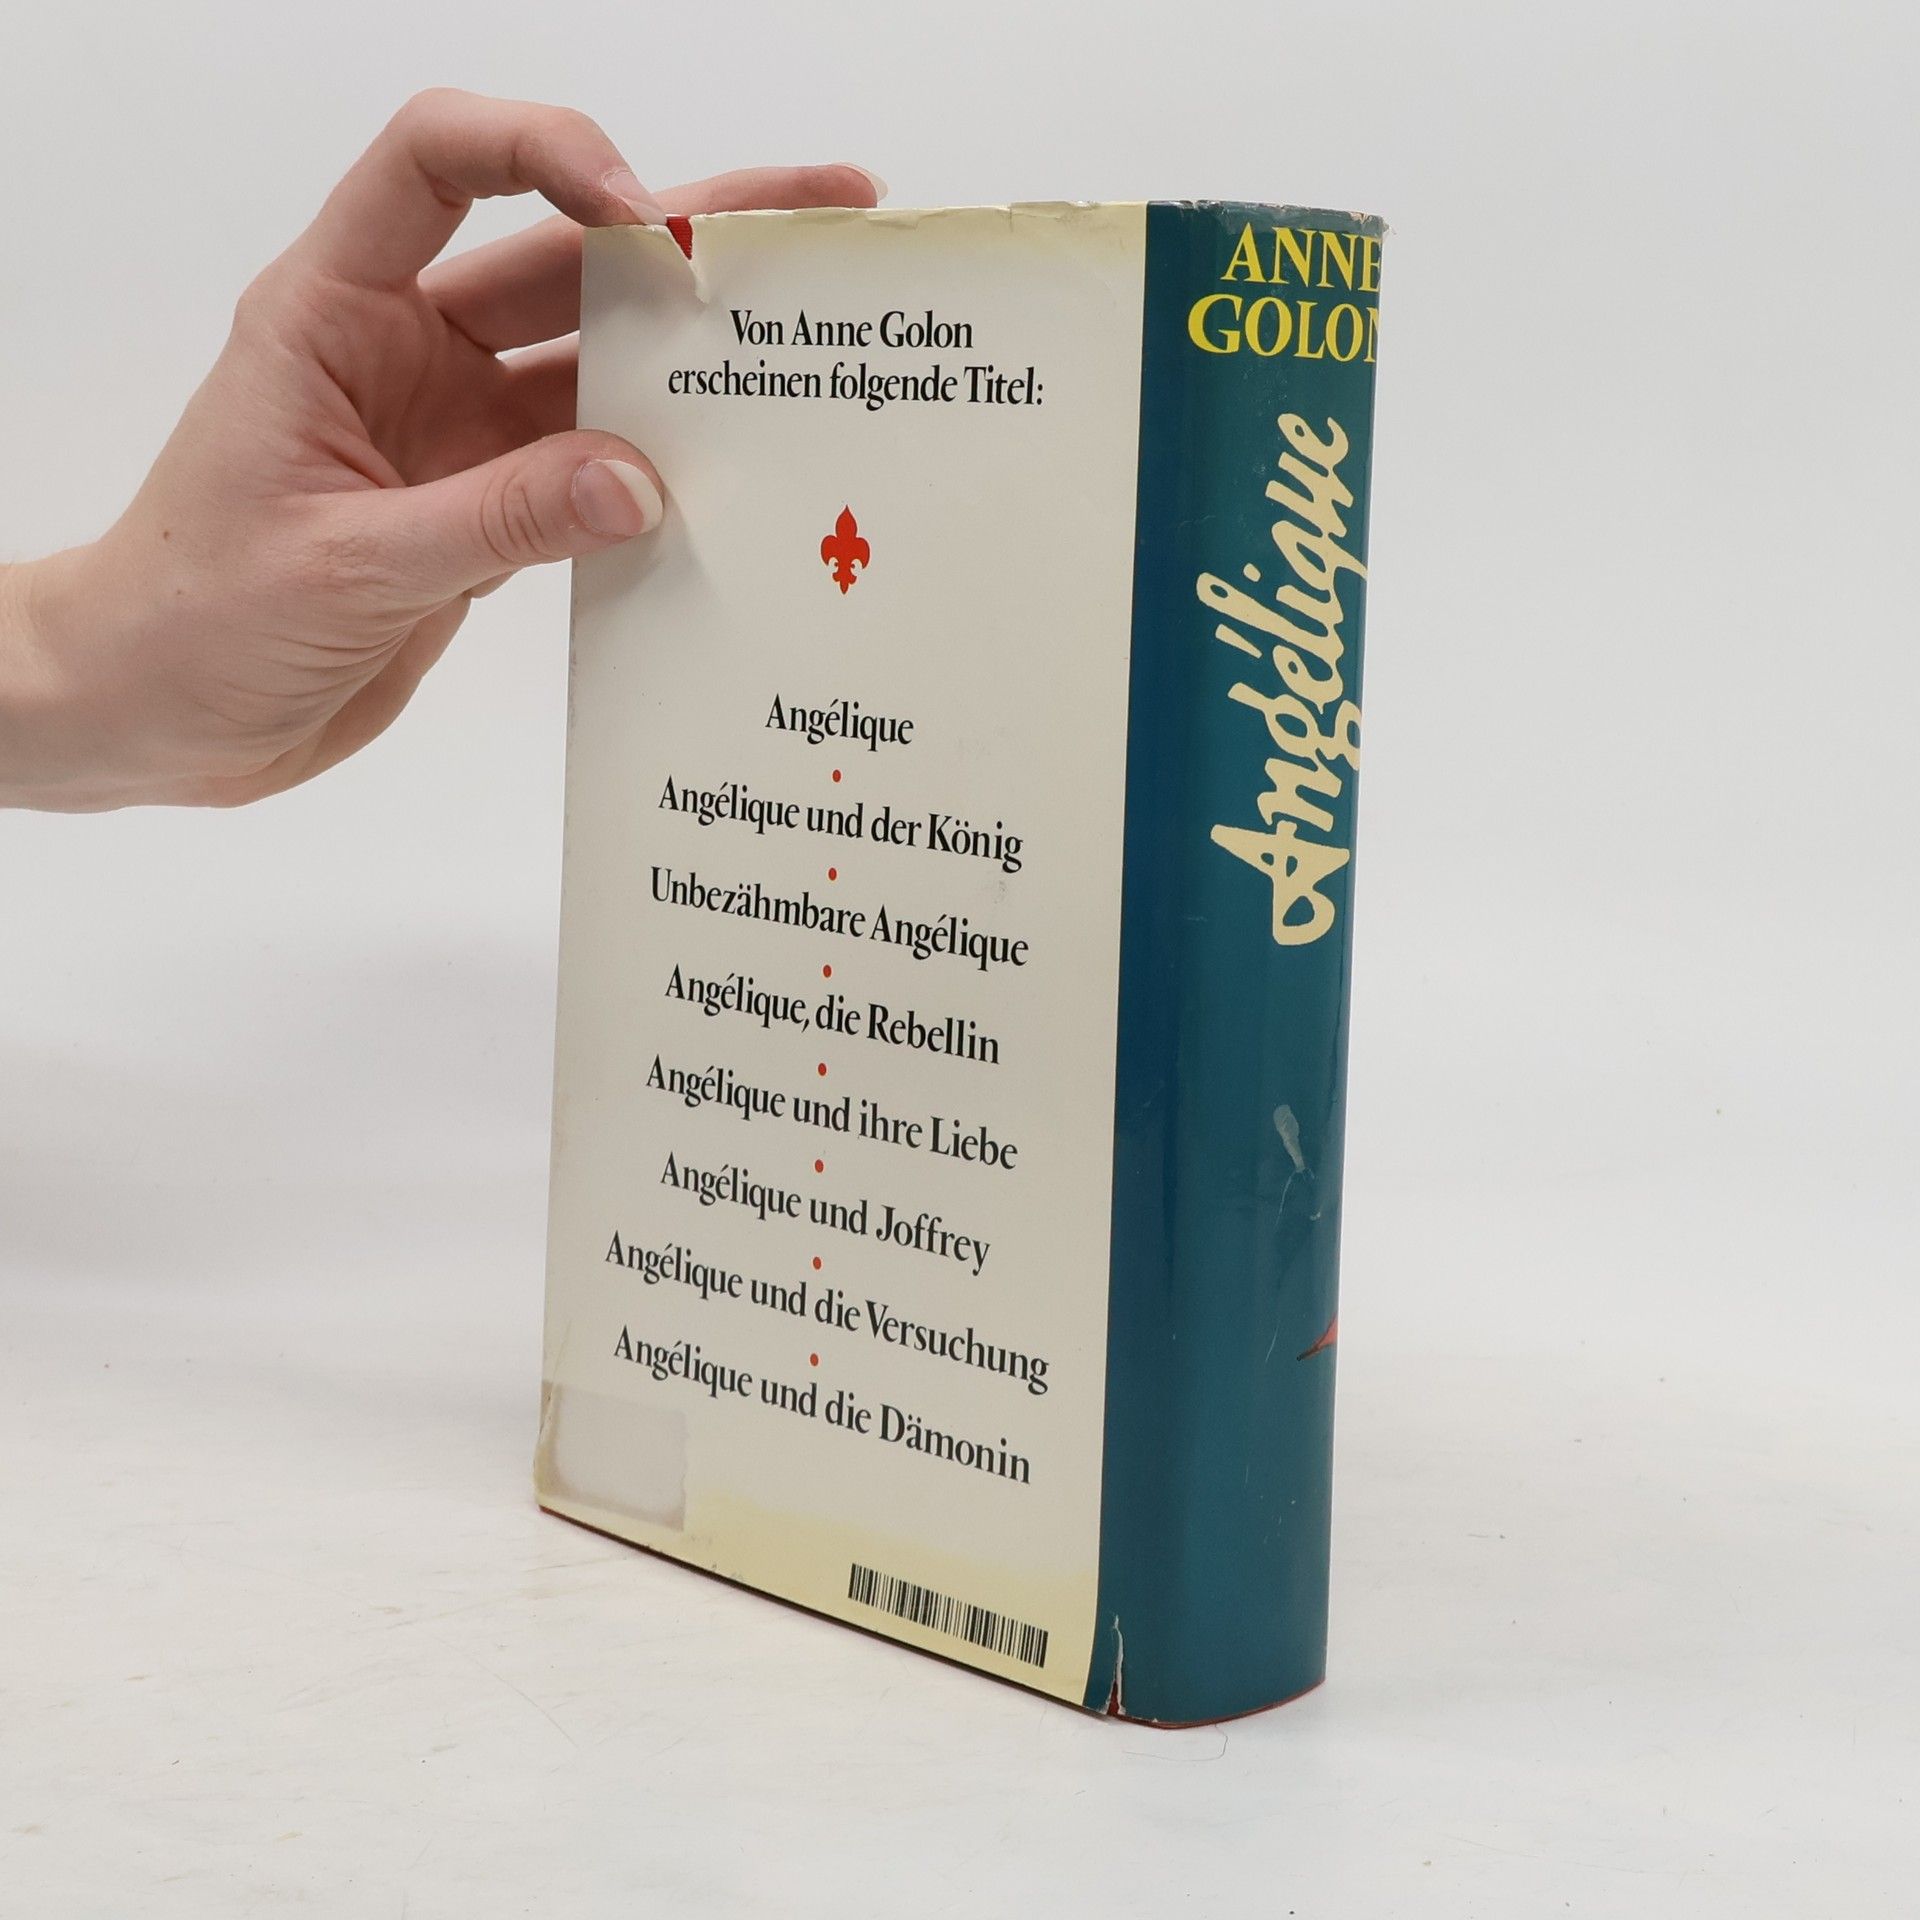 Von Anne Golon
erscheinen folgende Titel:
Angélique
Angélique und der König
Unbezähmbare Angélique
Angélique, die Rebellin
Angélique und ihre Liebe
Angélique und Joffrey
Angélique und die Versuchung
Angélique und die Dämonin
ANNE
GOLON
Angélique